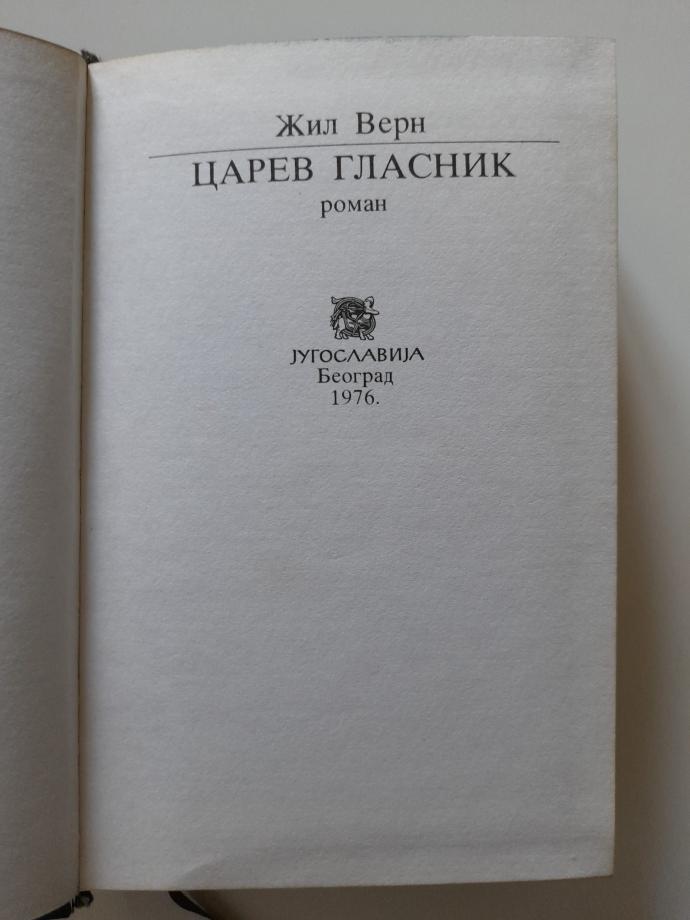 Жил Верн
ЦАРЕВ ГЛАСНИК
роман
ЈУГОСЛАВИЈА
Београд
1976.